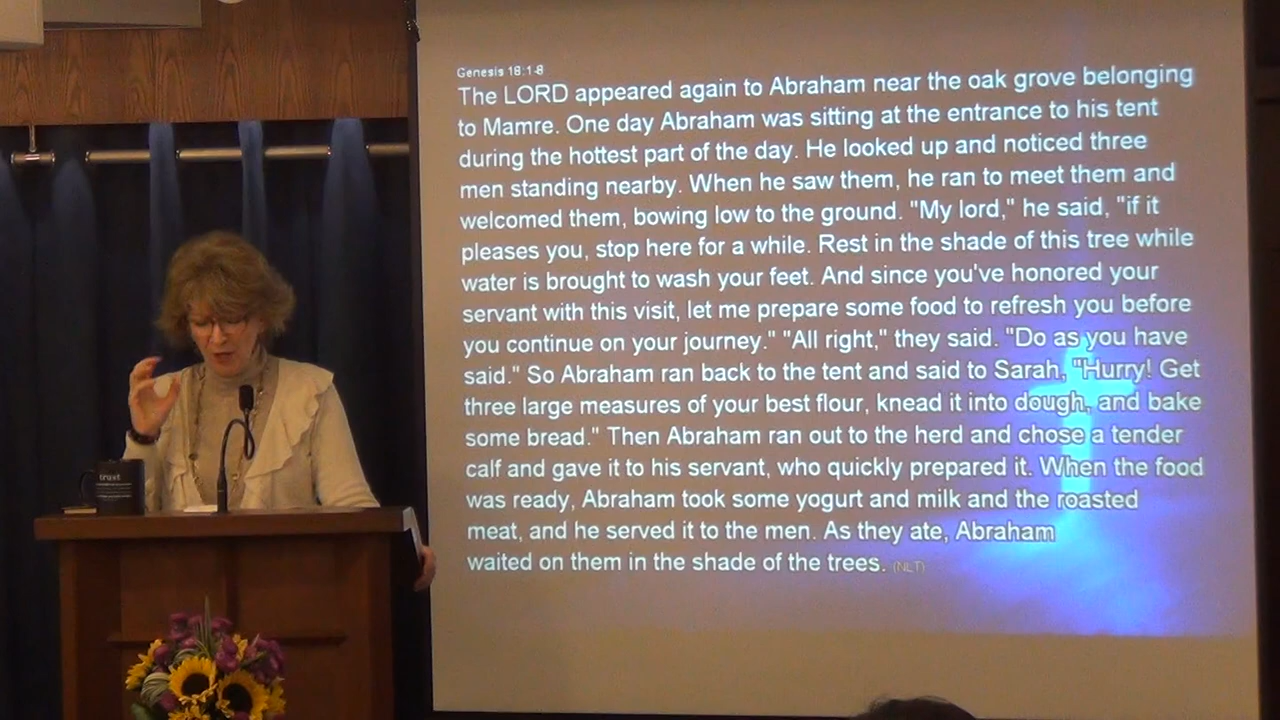 Genesis 18:1-8
The LORD appeared again to Abraham near the oak grove belonging
to Mamre. One day Abraham was sitting at the entrance to his tent
during the hottest part of the day. He looked up and noticed three
men standing nearby. When he saw them, he ran to meet them and
welcomed them, bowing low to the ground. "My lord," he said, "if it
pleases you, stop here for a while. Rest in the shade of this tree while
water is brought to wash your feet. And since you've honored your
servant with this visit, let me prepare some food to refresh you before
you continue on your journey." "All right," they said. "Do as you have
said." So Abraham ran back to the tent and said to Sarah, "Hurry! Get
three large measures of your best flour, knead it into dough, and bake
some bread." Then Abraham ran out to the herd and chose a tender
calf and gave it to his servant, who quickly prepared it. When the food
was ready, Abraham took some yogurt and milk and the roasted
meat, and he served it to the men. As they ate, Abraham
waited on them in the shade of the trees. (NLT)
trust